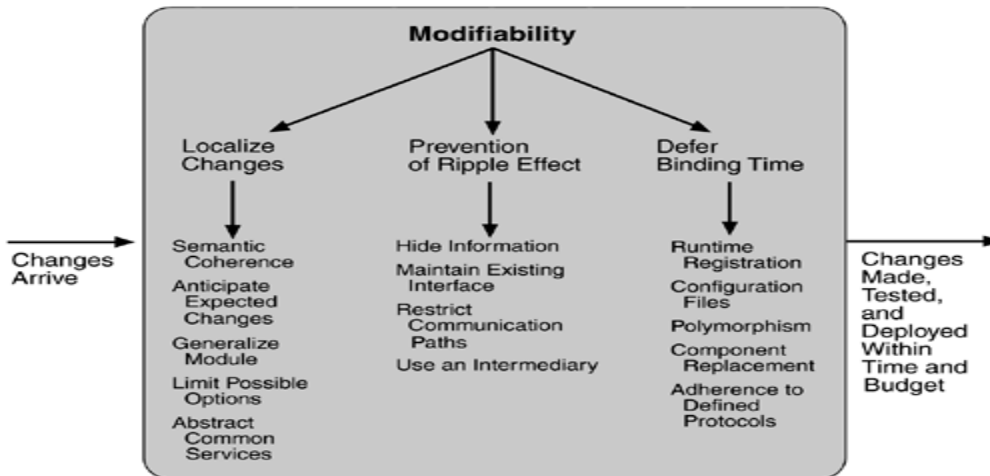 Modifiability
Localize
Changes
Prevention
of Ripple Effect
Defer
Binding Time
Changes
Arrive
Semantic
Coherence
Anticipate
Expected
Changes
Generalize
Module
Limit Possible
Options
Abstract
Common
Services
Hide Information
Maintain Existing
Interface
Restrict
Communication
Paths
Use an Intermediary
Runtime
Registration
Configuration
Files
Polymorphism
Component
Replacement
Adherence to
Defined
Protocols
Changes
Made,
Tested,
and
Deployed
Within
Time and
Budget